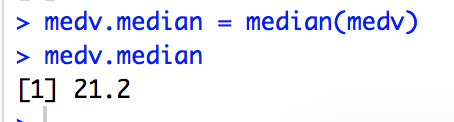 > medv.median = median(medv)
> medv.median
[1] 21.2
>